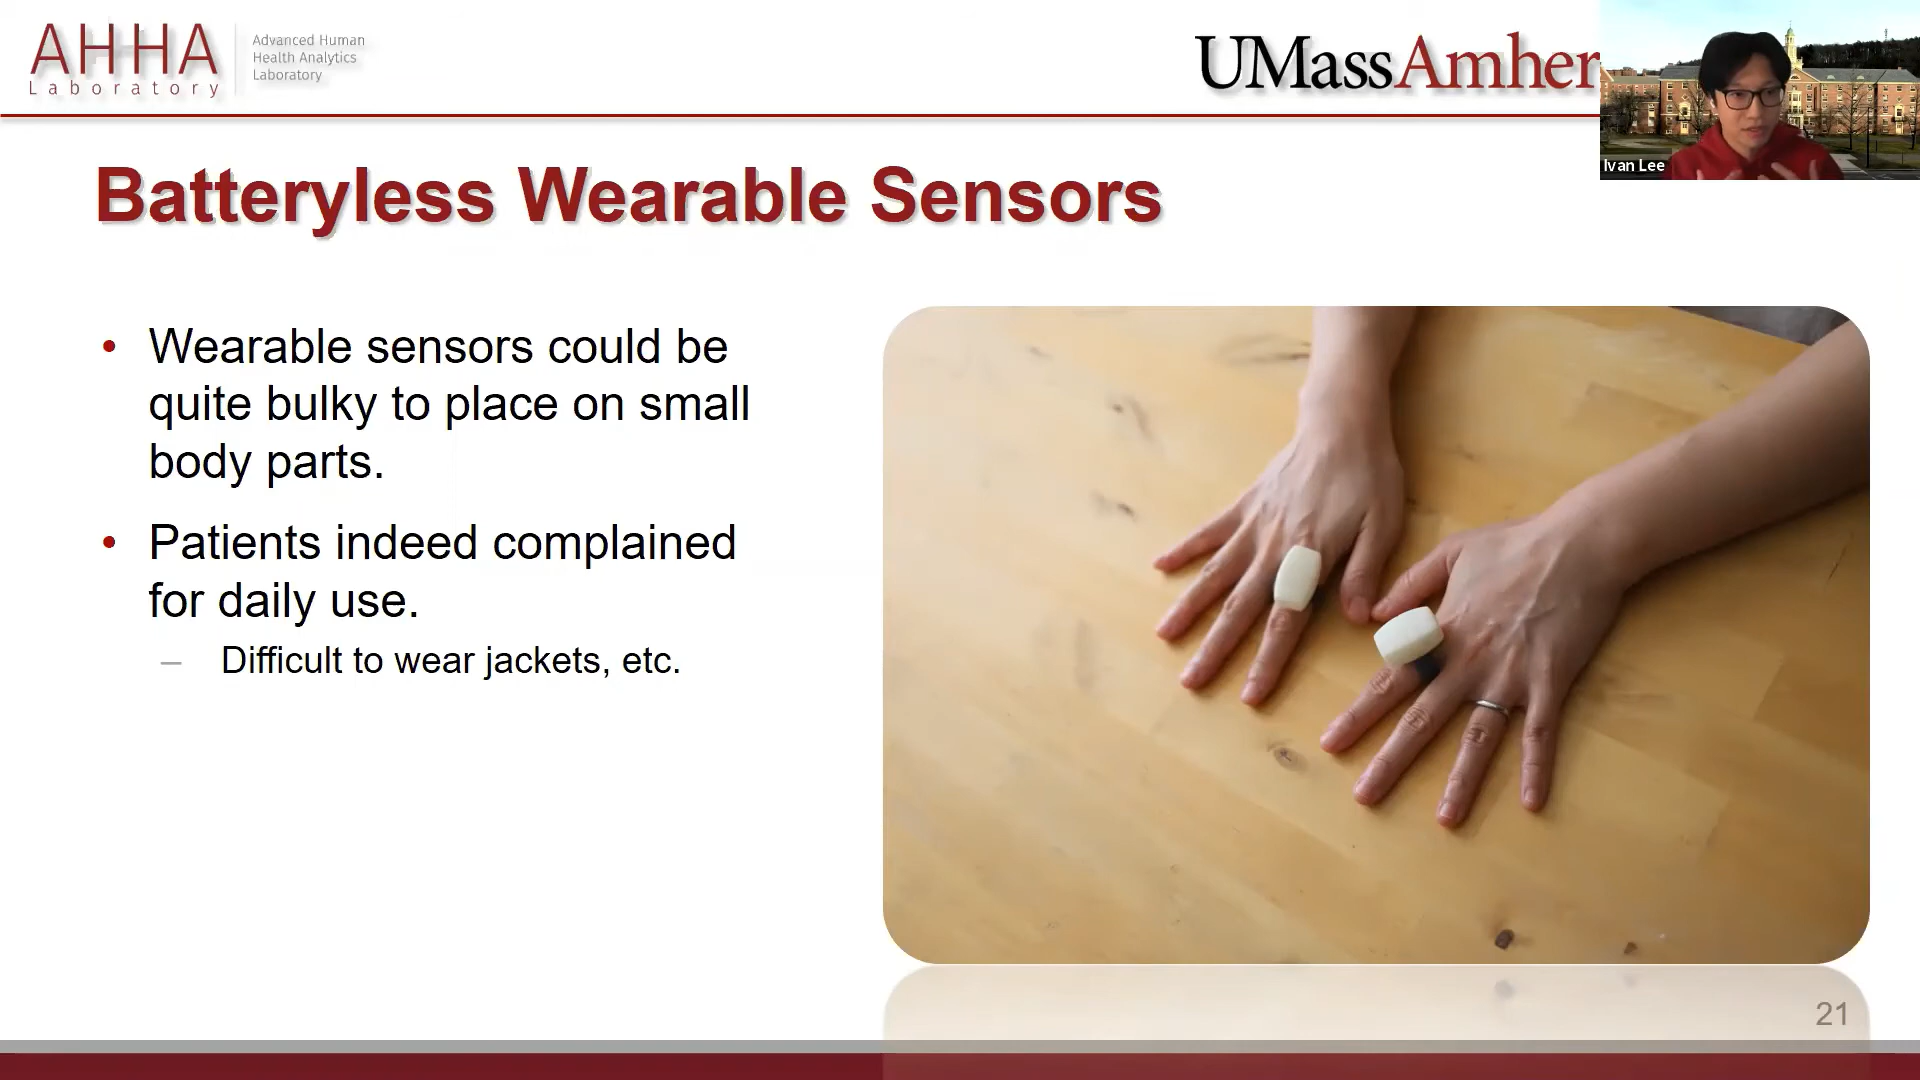 AHHA
Laboratory
Advanced Human
Health Analytics
Laboratory
UMassAmher
Ivan Lee
Batteryless Wearable Sensors
• Wearable sensors could be
quite bulky to place on small
body parts.
• Patients indeed complained
for daily use.
– Difficult to wear jackets, etc.
21